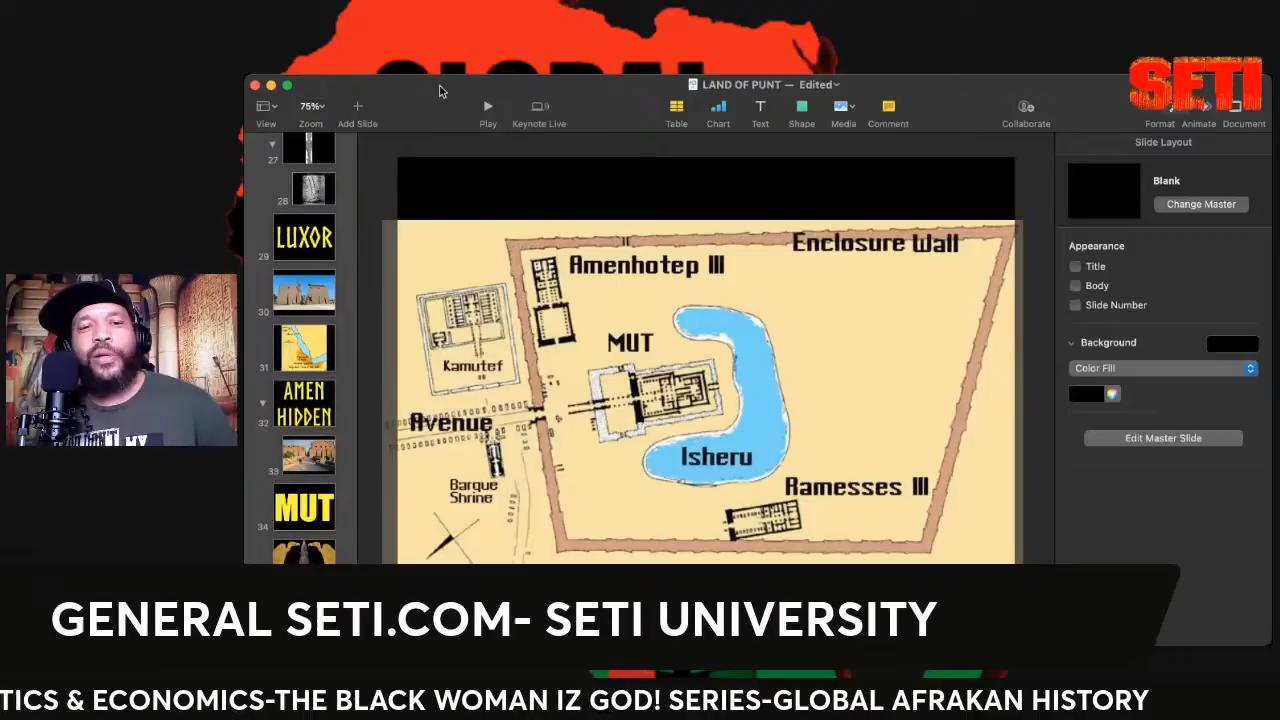 GLOBAL
SETI
LAND OF PUNT — Edited
75%
View
Zoom
Add Slide
Play
Keynote Live
Table
Chart
Text
Shape
Media
Comment
Collaborate
Format
Animate
Document
27
28
LUXOR
29
30
31
AMEN
HIDDEN
32
33
MUT
34
Enclosure Wall
Amenhotep III
MUT
Kamutef
Avenue
Isheru
Barque
Shrine
Ramesses III
Slide Layout
Blank
Change Master
Appearance
Title
Body
Slide Number
Background
Color Fill
Edit Master Slide
GENERAL SETI.COM- SETI UNIVERSITY
TICS & ECONOMICS-THE BLACK WOMAN IZ GOD! SERIES-GLOBAL AFRAKAN HISTORY